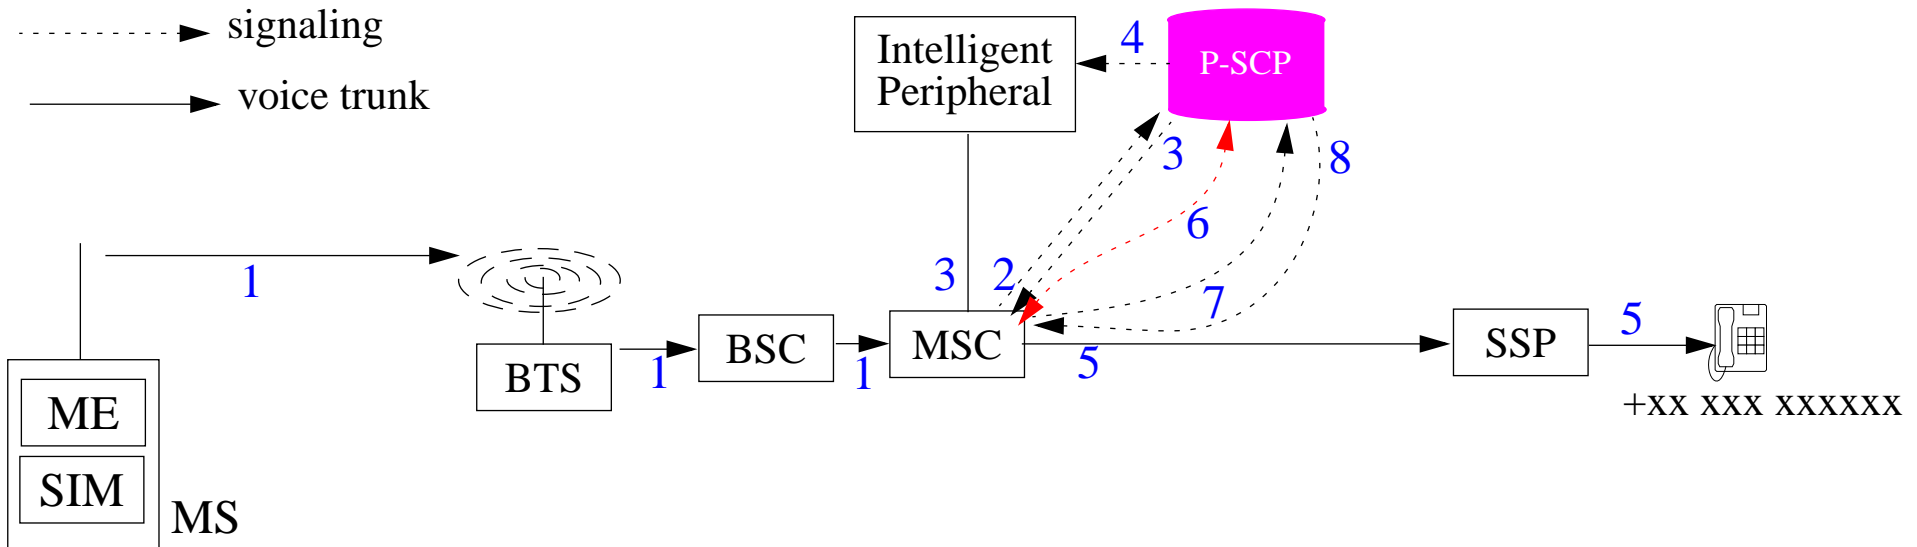 signaling
voice trunk
Intelligent
Peripheral
4
P-SCP
3
8
6
1
3
2
7
5
BTS
1
BSC
1
MSC
5
SSP
+xx xxx xxxxxx
ME
SIM
MS